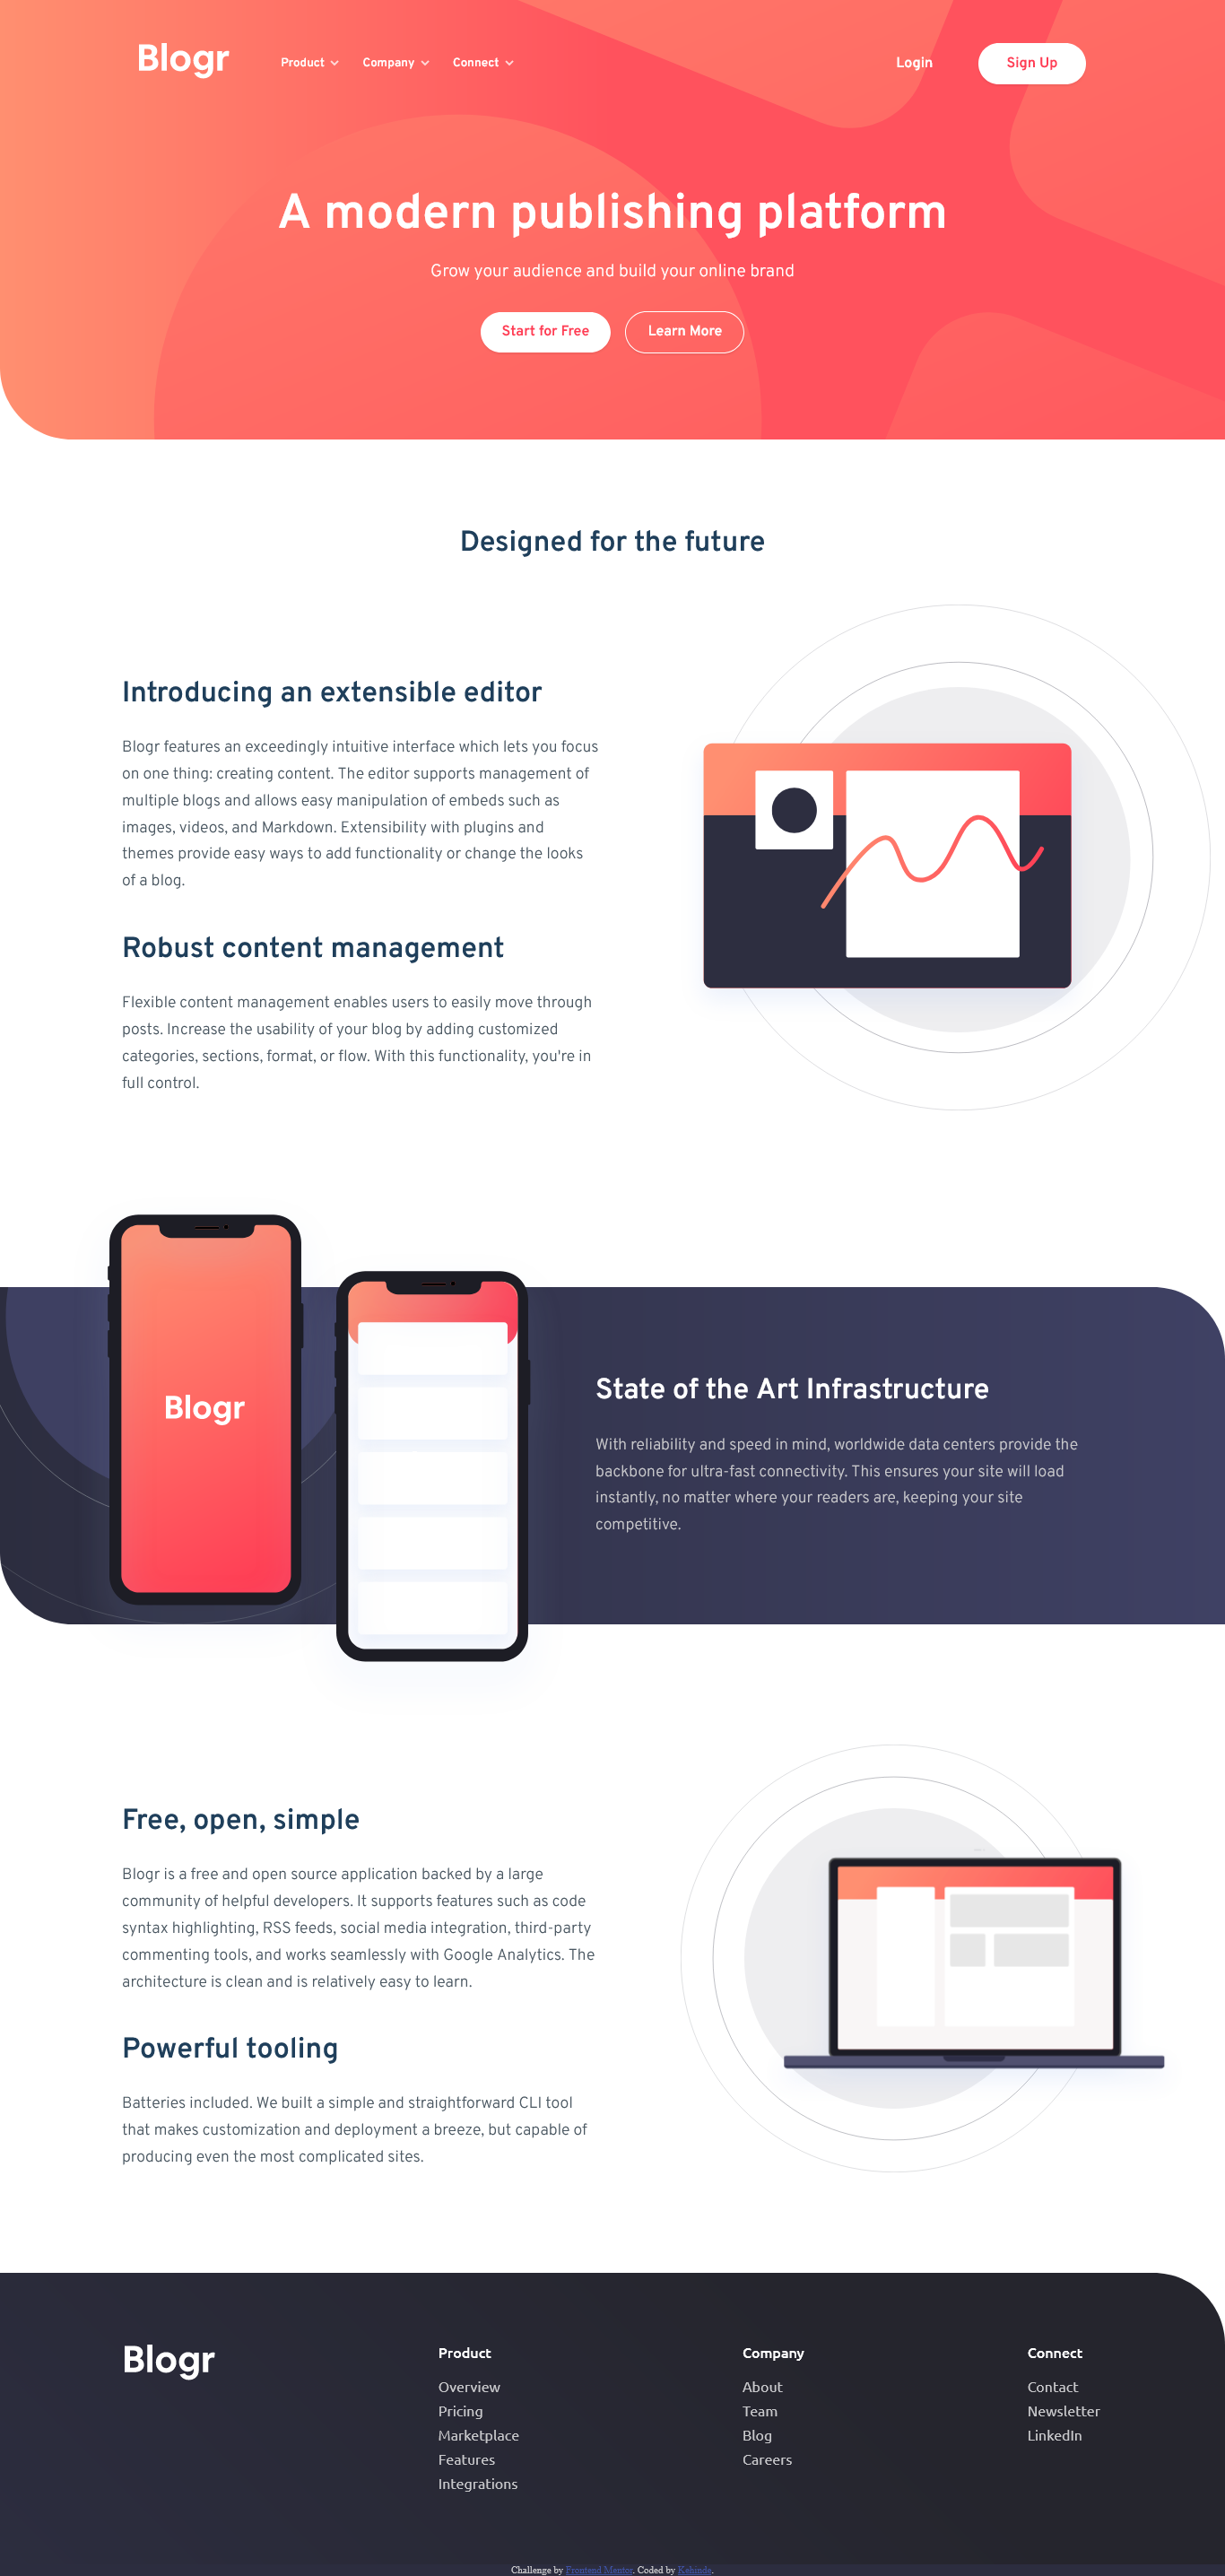 Blogr Product Company Connect Login Sign Up
A modern publishing platform
Grow your audience and build your online brand
Start for Free Learn More
Designed for the future
Introducing an extensible editor
Blogr features an exceedingly intuitive interface which lets you focus
on one thing: creating content. The editor supports management of
multiple blogs and allows easy manipulation of embeds such as
images, videos, and Markdown. Extensibility with plugins and
themes provide easy ways to add functionality or change the looks
of a blog.
Robust content management
Flexible content management enables users to easily move through
posts. Increase the usability of your blog by adding customized
categories, sections, format, or flow. With this functionality, you're in
full control.
Blogr
State of the Art Infrastructure
With reliability and speed in mind, worldwide data centers provide the
backbone for ultra-fast connectivity. This ensures your site will load
instantly, no matter where your readers are, keeping your site
competitive.
Free, open, simple
Blogr is a free and open source application backed by a large
community of helpful developers. It supports features such as code
syntax highlighting, RSS feeds, social media integration, third-party
commenting tools, and works seamlessly with Google Analytics. The
architecture is clean and is relatively easy to learn.
Powerful tooling
Batteries included. We built a simple and straightforward CLI tool
that makes customization and deployment a breeze, but capable of
producing even the most complicated sites.
Blogr
Product
Overview
Pricing
Marketplace
Features
Integrations
Company
About
Team
Blog
Careers
Connect
Contact
Newsletter
LinkedIn
Challenge by Frontend Mentor. Coded by Kehinde.